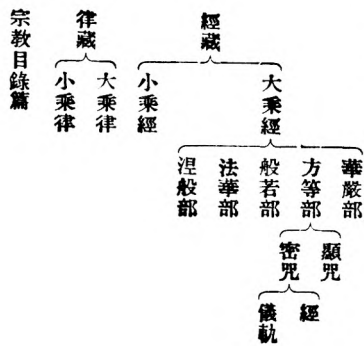 經藏
大乘經
華嚴部
方等部
顯咒
密咒
經
儀軌
般若部
法華部
涅般部
小乘經
律藏
大乘律
小乘律
宗教目錄篇